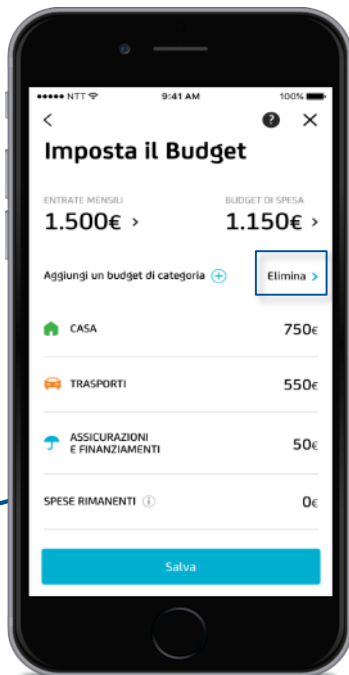 NTT 9:41 AM 100%
?
Imposta il Budget
ENTRATE MENSILI BUDGET DI SPESA
1.500€ > 1.150€ >
Aggiungi un budget di categoria Elimina >
CASA 750€
TRASPORTI 550€
ASSICURAZIONI
E FINANZIAMENTI 50€
SPESE RIMANENTI i 0€
Salva